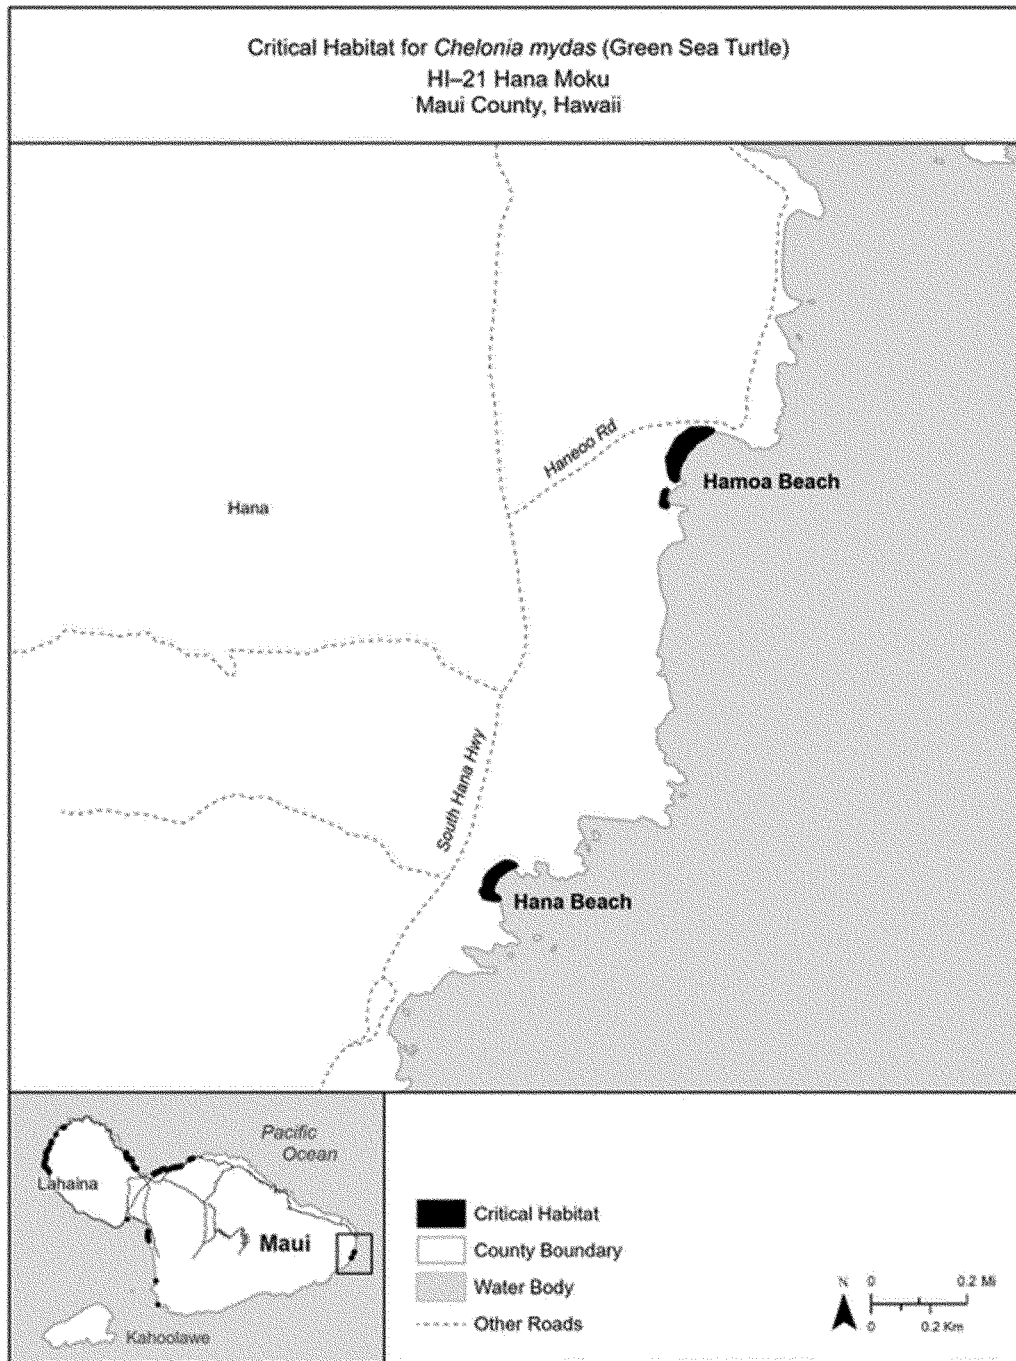 Critical Habitat for Chelonia mydas (Green Sea Turtle)
HI–21 Hana Moku
Maui County, Hawaii
Haneoo Rd
Hamoa Beach
Hana
South Hana Hwy
Hana Beach
Pacific
Ocean
Lahaina
Maui
Kahoolawe
Critical Habitat
County Boundary
Water Body
Other Roads
N
0 0.2 Mi
0 0.2 Km